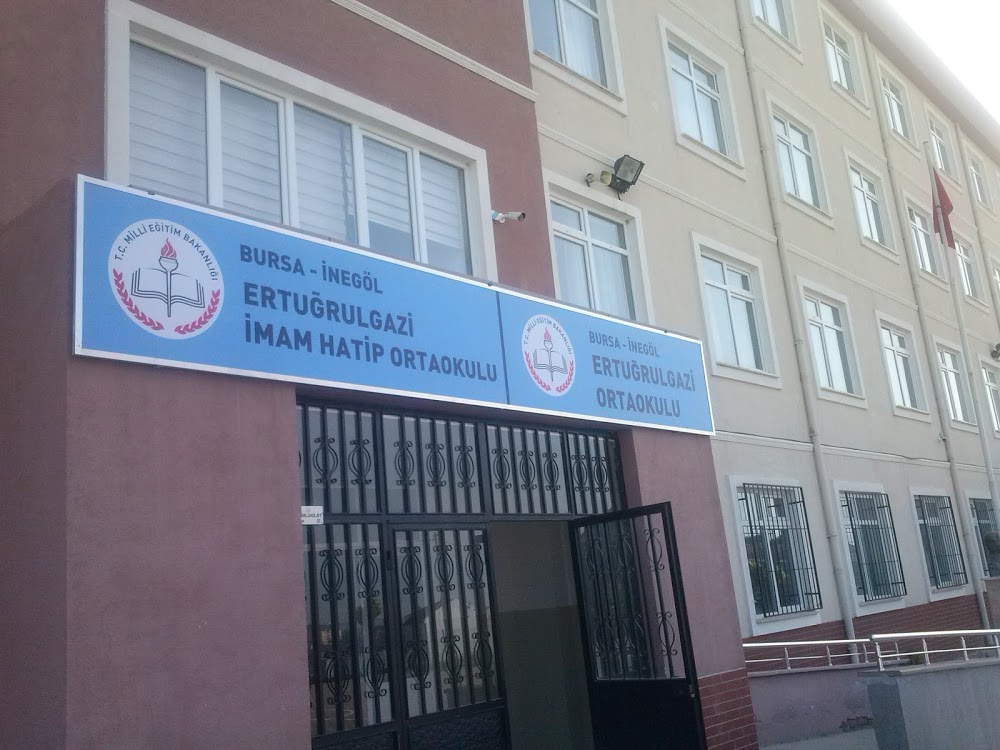 T.C. MİLLİ EĞİTİM BAKANLIĞI
BURSA - İNEGÖL
ERTUĞRULGAZİ
İMAM HATİP ORTAOKULU
T.C. MİLLİ EĞİTİM BAKANLIĞI
BURSA - İNEGÖL
ERTUĞRULGAZİ
ORTAOKULU